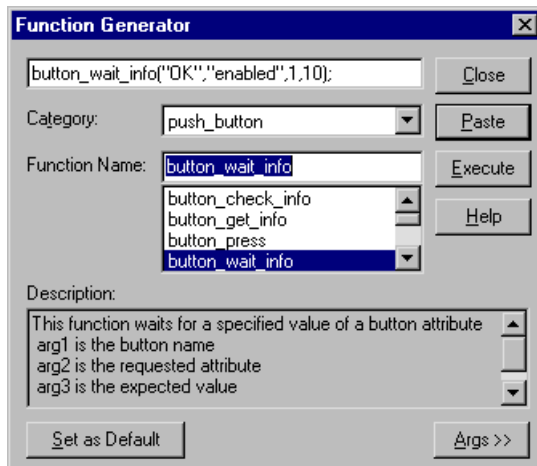 Function Generator
button_wait_info("OK","enabled",1,10);
Close
Category:
push_button
Paste
Function Name:
button_wait_info
Execute
button_check_info
button_get_info
button_press
button_wait_info
Help
Description:
This function waits for a specified value of a button attribute
arg1 is the button name
arg2 is the requested attribute
arg3 is the expected value
Set as Default
Args >>